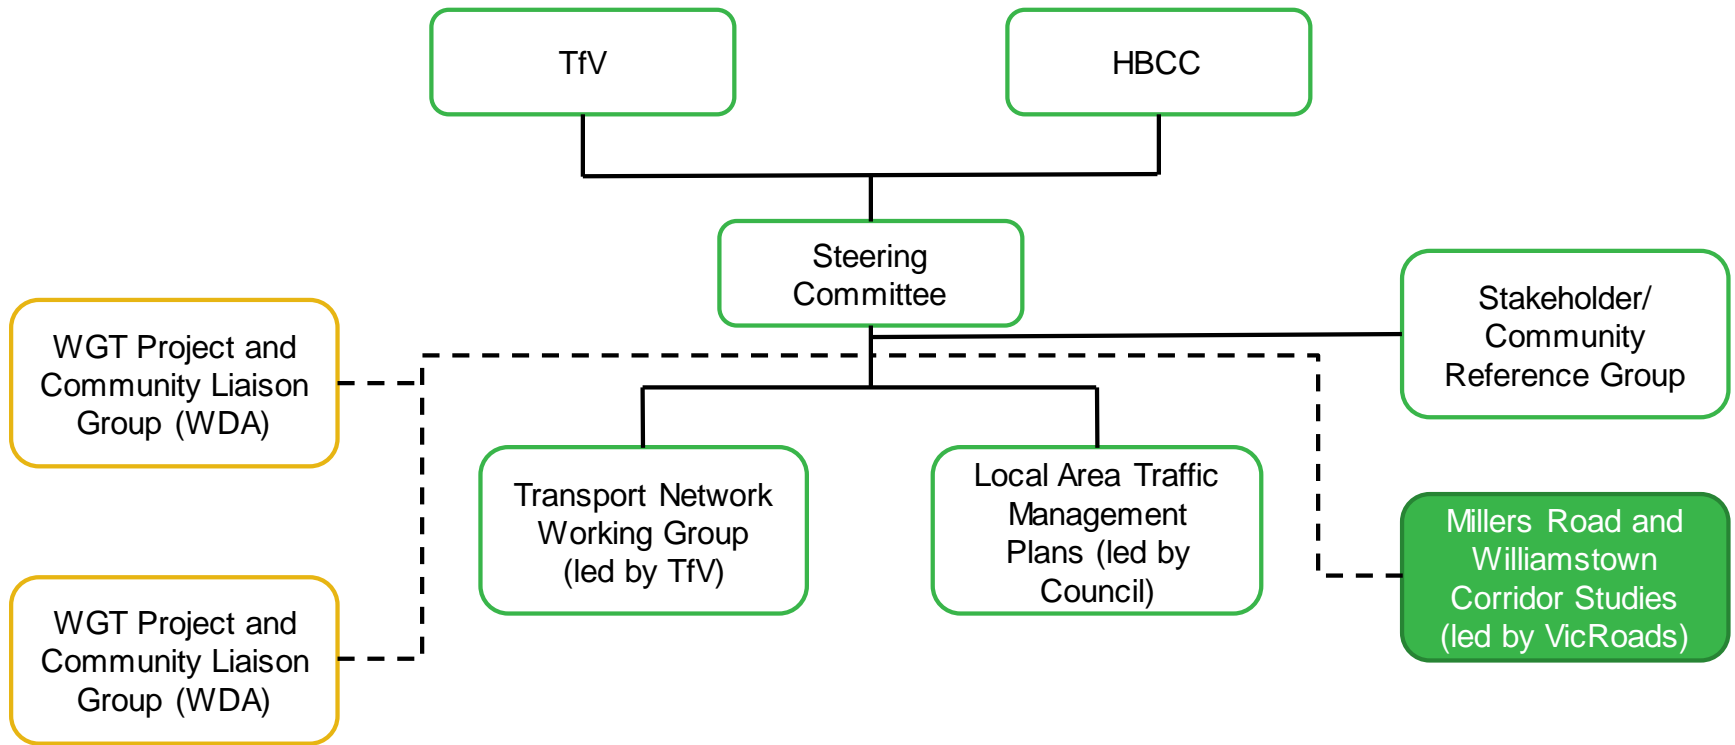 TfV
HBCC
Steering
Committee
Stakeholder/
Community
Reference Group
WGT Project and
Community Liaison
Group (WDA)
Transport Network
Working Group
(led by TfV)
Local Area Traffic
Management
Plans (led by
Council)
Millers Road and
Williamstown
Corridor Studies
(led by VicRoads)
WGT Project and
Community Liaison
Group (WDA)